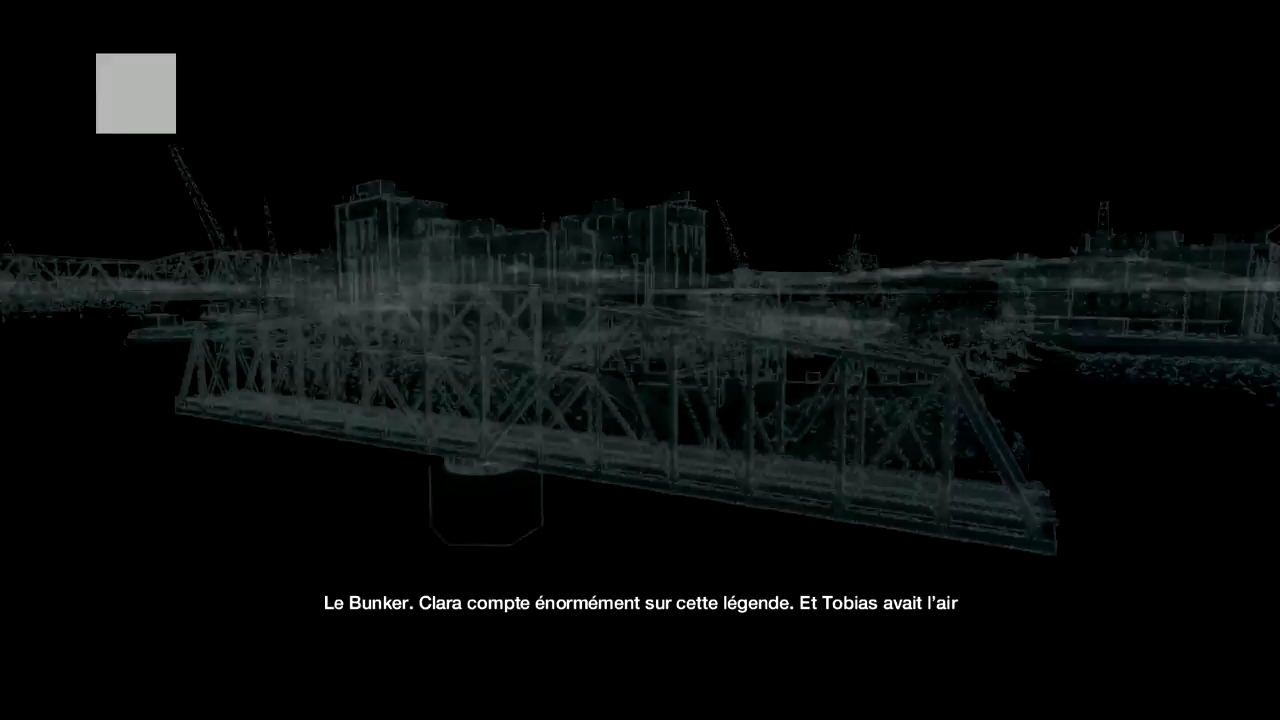 Le Bunker. Clara compte énormément sur cette légende. Et Tobias avait l’air